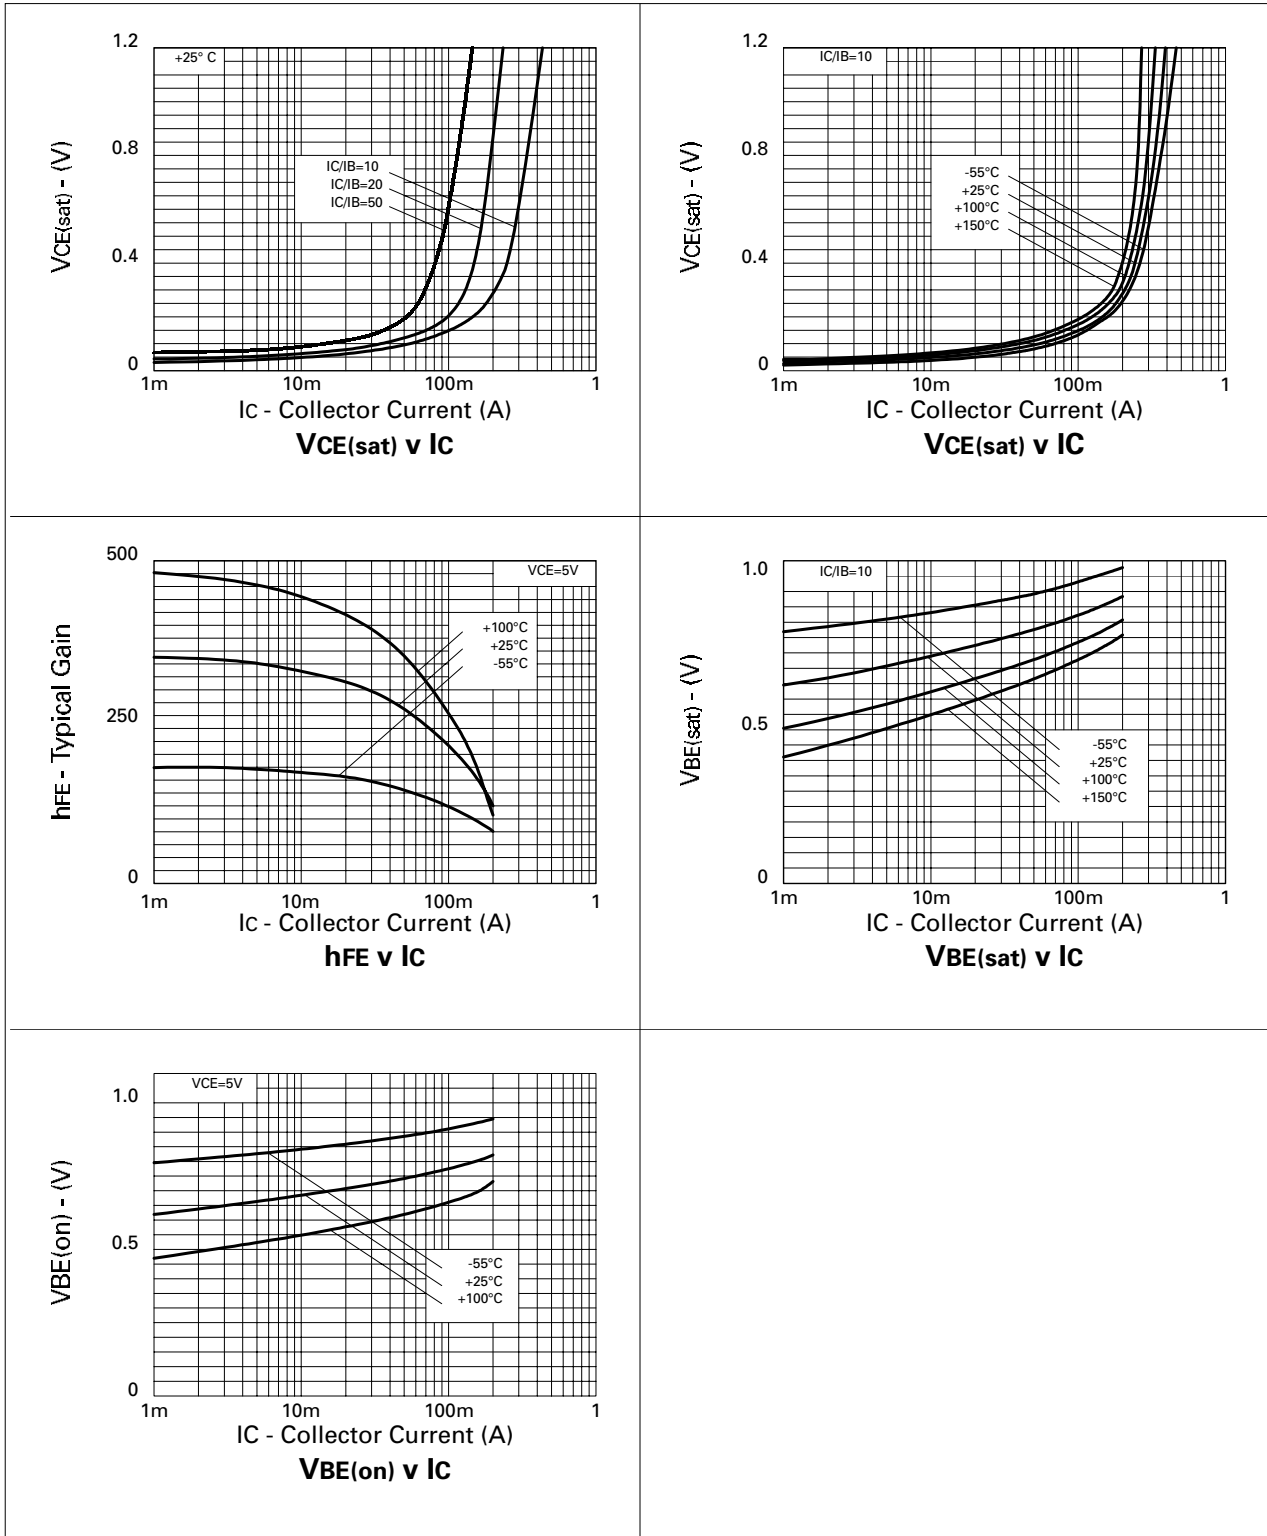 1.2
+25° C
0.8
IC/IB=10
IC/IB=20
IC/IB=50
0.4
0
1m 10m 100m 1
VCE(sat) - (V)
IC - Collector Current (A)
VCE(sat) v IC
1.2
IC/IB=10
0.8
-55°C
+25°C
+100°C
+150°C
0.4
0
1m 10m 100m 1
VCE(sat) - (V)
IC - Collector Current (A)
VCE(sat) v IC
500
VCE=5V
+100°C
+25°C
-55°C
250
0
1m 10m 100m 1
hFE - Typical Gain
IC - Collector Current (A)
hFE v IC
1.0
IC/IB=10
0.5
-55°C
+25°C
+100°C
+150°C
0
1m 10m 100m 1
VBE(sat) - (V)
IC - Collector Current (A)
VBE(sat) v IC
VCE=5V
1.0
0.5
-55°C
+25°C
+100°C
0
1m 10m 100m 1
VBE(on) - (V)
IC - Collector Current (A)
VBE(on) v IC